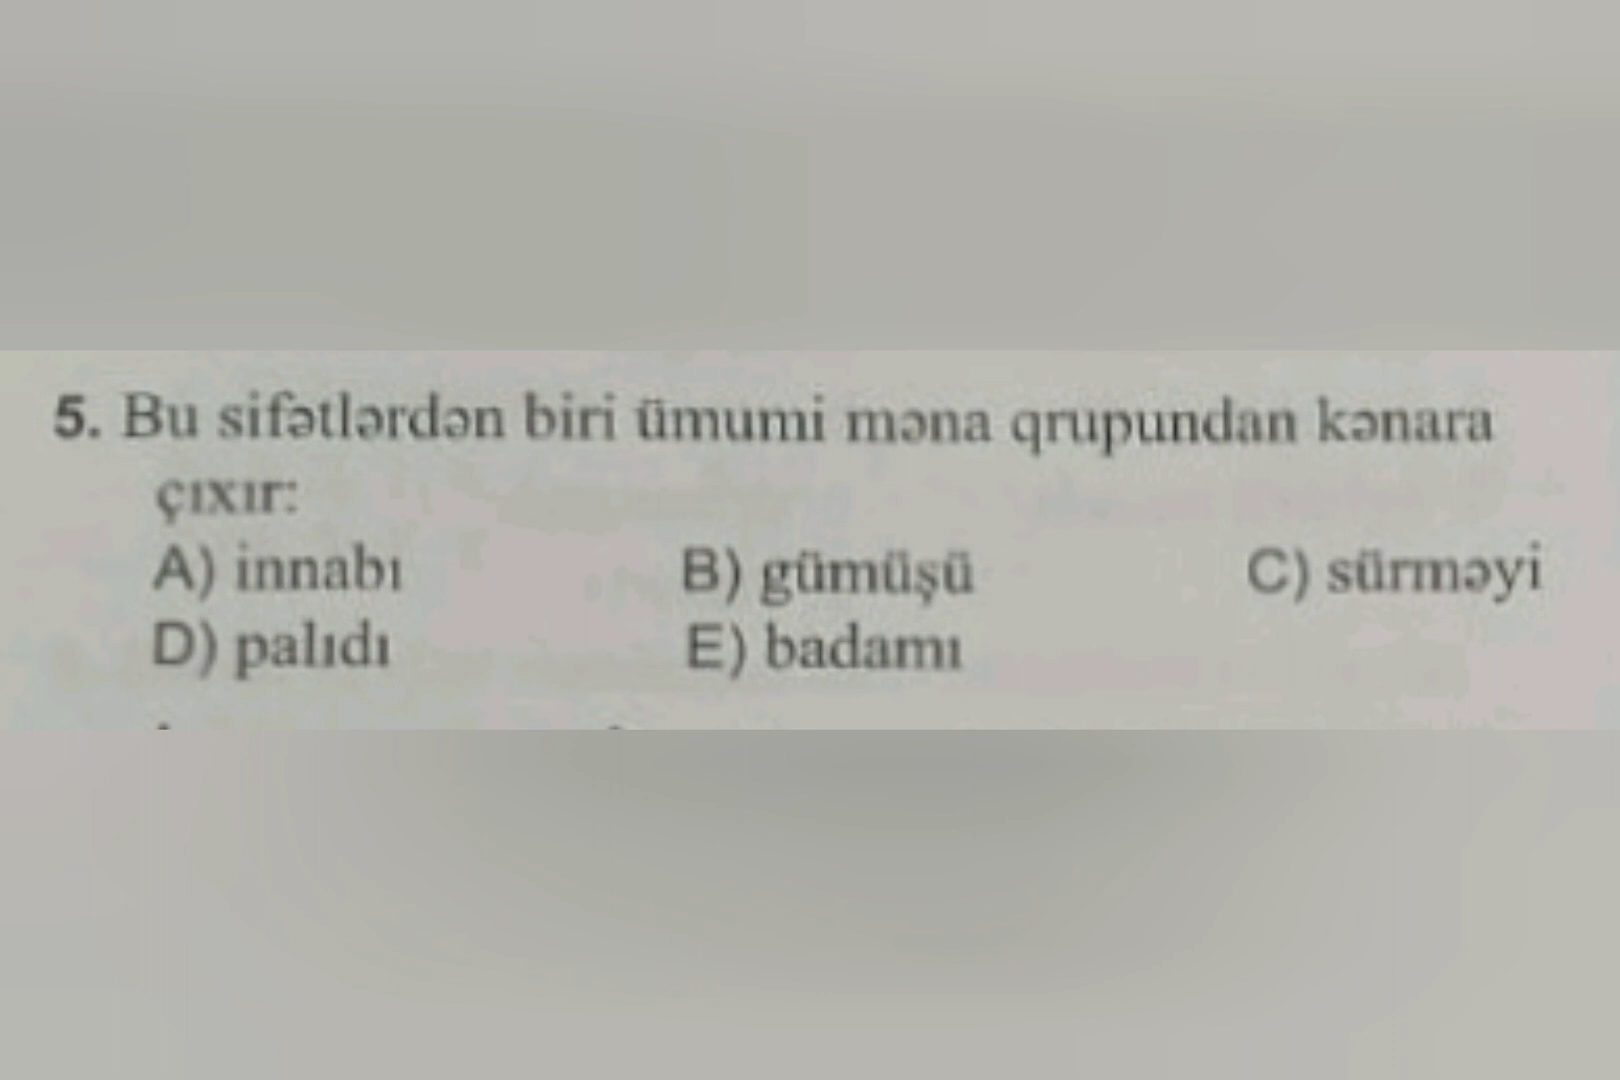 5. Bu sifətlərdən biri ümumi məna qrupundan kənara
çıxır:
A) innabı B) gümüşü C) sürməyi
D) palıdı E) badamı